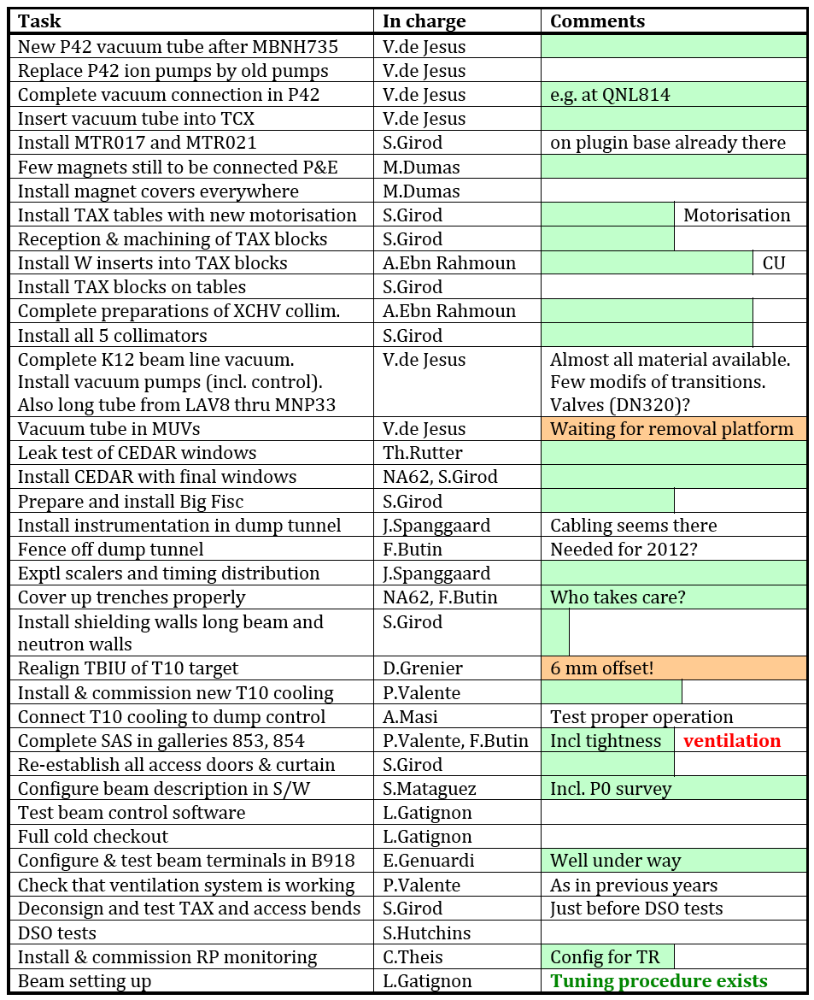 Task In charge Comments
New P42 vacuum tube after MBNH735 V.de Jesus
Replace P42 ion pumps by old pumps V.de Jesus
Complete vacuum connection in P42 V.de Jesus e.g. at QNL814
Insert vacuum tube into TCX V.de Jesus
Install MTR017 and MTR021 S.Girod on plugin base already there
Few magnets still to be connected P&E M.Dumas
Install magnet covers everywhere M.Dumas
Install TAX tables with new motorisation S.Girod Motorisation
Reception & machining of TAX blocks S.Girod
Install W inserts into TAX blocks A.Ebn Rahmoun CU
Install TAX blocks on tables S.Girod
Complete preparations of XCHV collim. A.Ebn Rahmoun
Install all 5 collimators S.Girod
Complete K12 beam line vacuum. V.de Jesus Almost all material available.
Install vacuum pumps (incl. control). Few modifs of transitions.
Also long tube from LAV8 thru MNP33 Valves (DN320)?
Vacuum tube in MUVs V.de Jesus Waiting for removal platform
Leak test of CEDAR windows Th.Rutter
Install CEDAR with final windows NA62, S.Girod
Prepare and install Big Fisc S.Girod
Install instrumentation in dump tunnel J.Spanggaard Cabling seems there
Fence off dump tunnel F.Butin Needed for 2012?
Exptl scalers and timing distribution J.Spanggaard
Cover up trenches properly NA62, F.Butin Who takes care?
Install shielding walls long beam and S.Girod
neutron walls
Realign TBIU of T10 target D.Grenier 6 mm offset!
Install & commission new T10 cooling P.Valente
Connect T10 cooling to dump control A.Masi Test proper operation
Complete SAS in galleries 853, 854 P.Valente, F.Butin Incl tightness ventilation
Re-establish all access doors & curtain S.Girod
Configure beam description in S/W S.Mataguez Incl. P0 survey
Test beam control software L.Gatignon
Full cold checkout L.Gatignon
Configure & test beam terminals in B918 E.Genuardi Well under way
Check that ventilation system is working P.Valente As in previous years
Deconsign and test TAX and access bends S.Girod Just before DSO tests
DSO tests S.Hutchins
Install & commission RP monitoring C.Theis Config for TR
Beam setting up L.Gatignon Tuning procedure exists